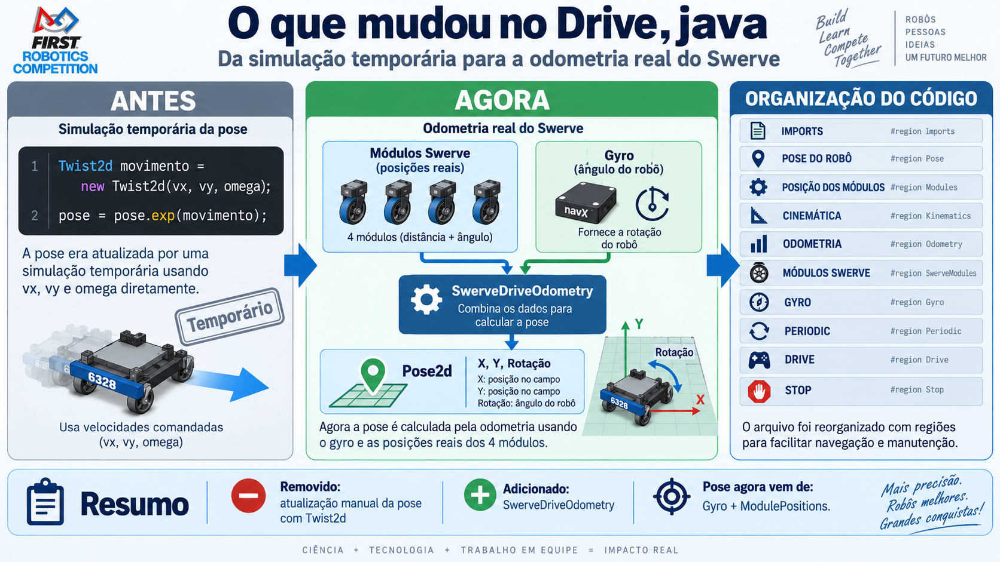 FIRST
ROBOTICS
COMPETITION
O que mudou no Drive, java
Da simulação temporária para a odometria real do Swerve
Build
Learn
Compete
Together
ROBÔS
PESSOAS
IDEIAS
UM FUTURO MELHOR
ANTES
Simulação temporária da pose
1 Twist2d movimento =
new Twist2d(vx, vy, omega);
2 pose = pose.exp(movimento);
A pose era atualizada por uma
simulação temporária usando
vx, vy e omega diretamente.
Temporário
6328
Usa velocidades comandadas
(vx, vy, omega)
AGORA
Odometria real do Swerve
Módulos Swerve
(posições reais)
4 módulos (distância + ângulo)
Gyro
(ângulo do robô)
navX
Fornece a rotação
do robô
SwerveDriveOdometry
Combina os dados para
calcular a pose
Pose2d
X, Y, Rotação
X: posição no campo
Y: posição no campo
Rotação: ângulo do robô
Y
Rotação
X
6328
Agora a pose é calculada pela odometria usando
o gyro e as posições reais dos 4 módulos.
ORGANIZAÇÃO DO CÓDIGO
IMPORTS #region Imports
POSE DO ROBÔ #region Pose
POSIÇÃO DOS MÓDULOS #region Modules
CINEMÁTICA #region Kinematics
ODOMETRIA #region Odometry
MÓDULOS SWERVE #region SwerveModules
GYRO #region Gyro
PERIODIC #region Periodic
DRIVE #region Drive
STOP #region Stop
O arquivo foi reorganizado com regiões
para facilitar navegação e manutenção.
Resumo
Removido:
atualização manual da pose
com Twist2d
Adicionado:
SwerveDriveOdometry
Pose agora vem de:
Gyro + ModulePositions.
Mais precisão.
Robôs melhores.
Grandes conquistas!
CIÊNCIA + TECNOLOGIA + TRABALHO EM EQUIPE = IMPACTO REAL